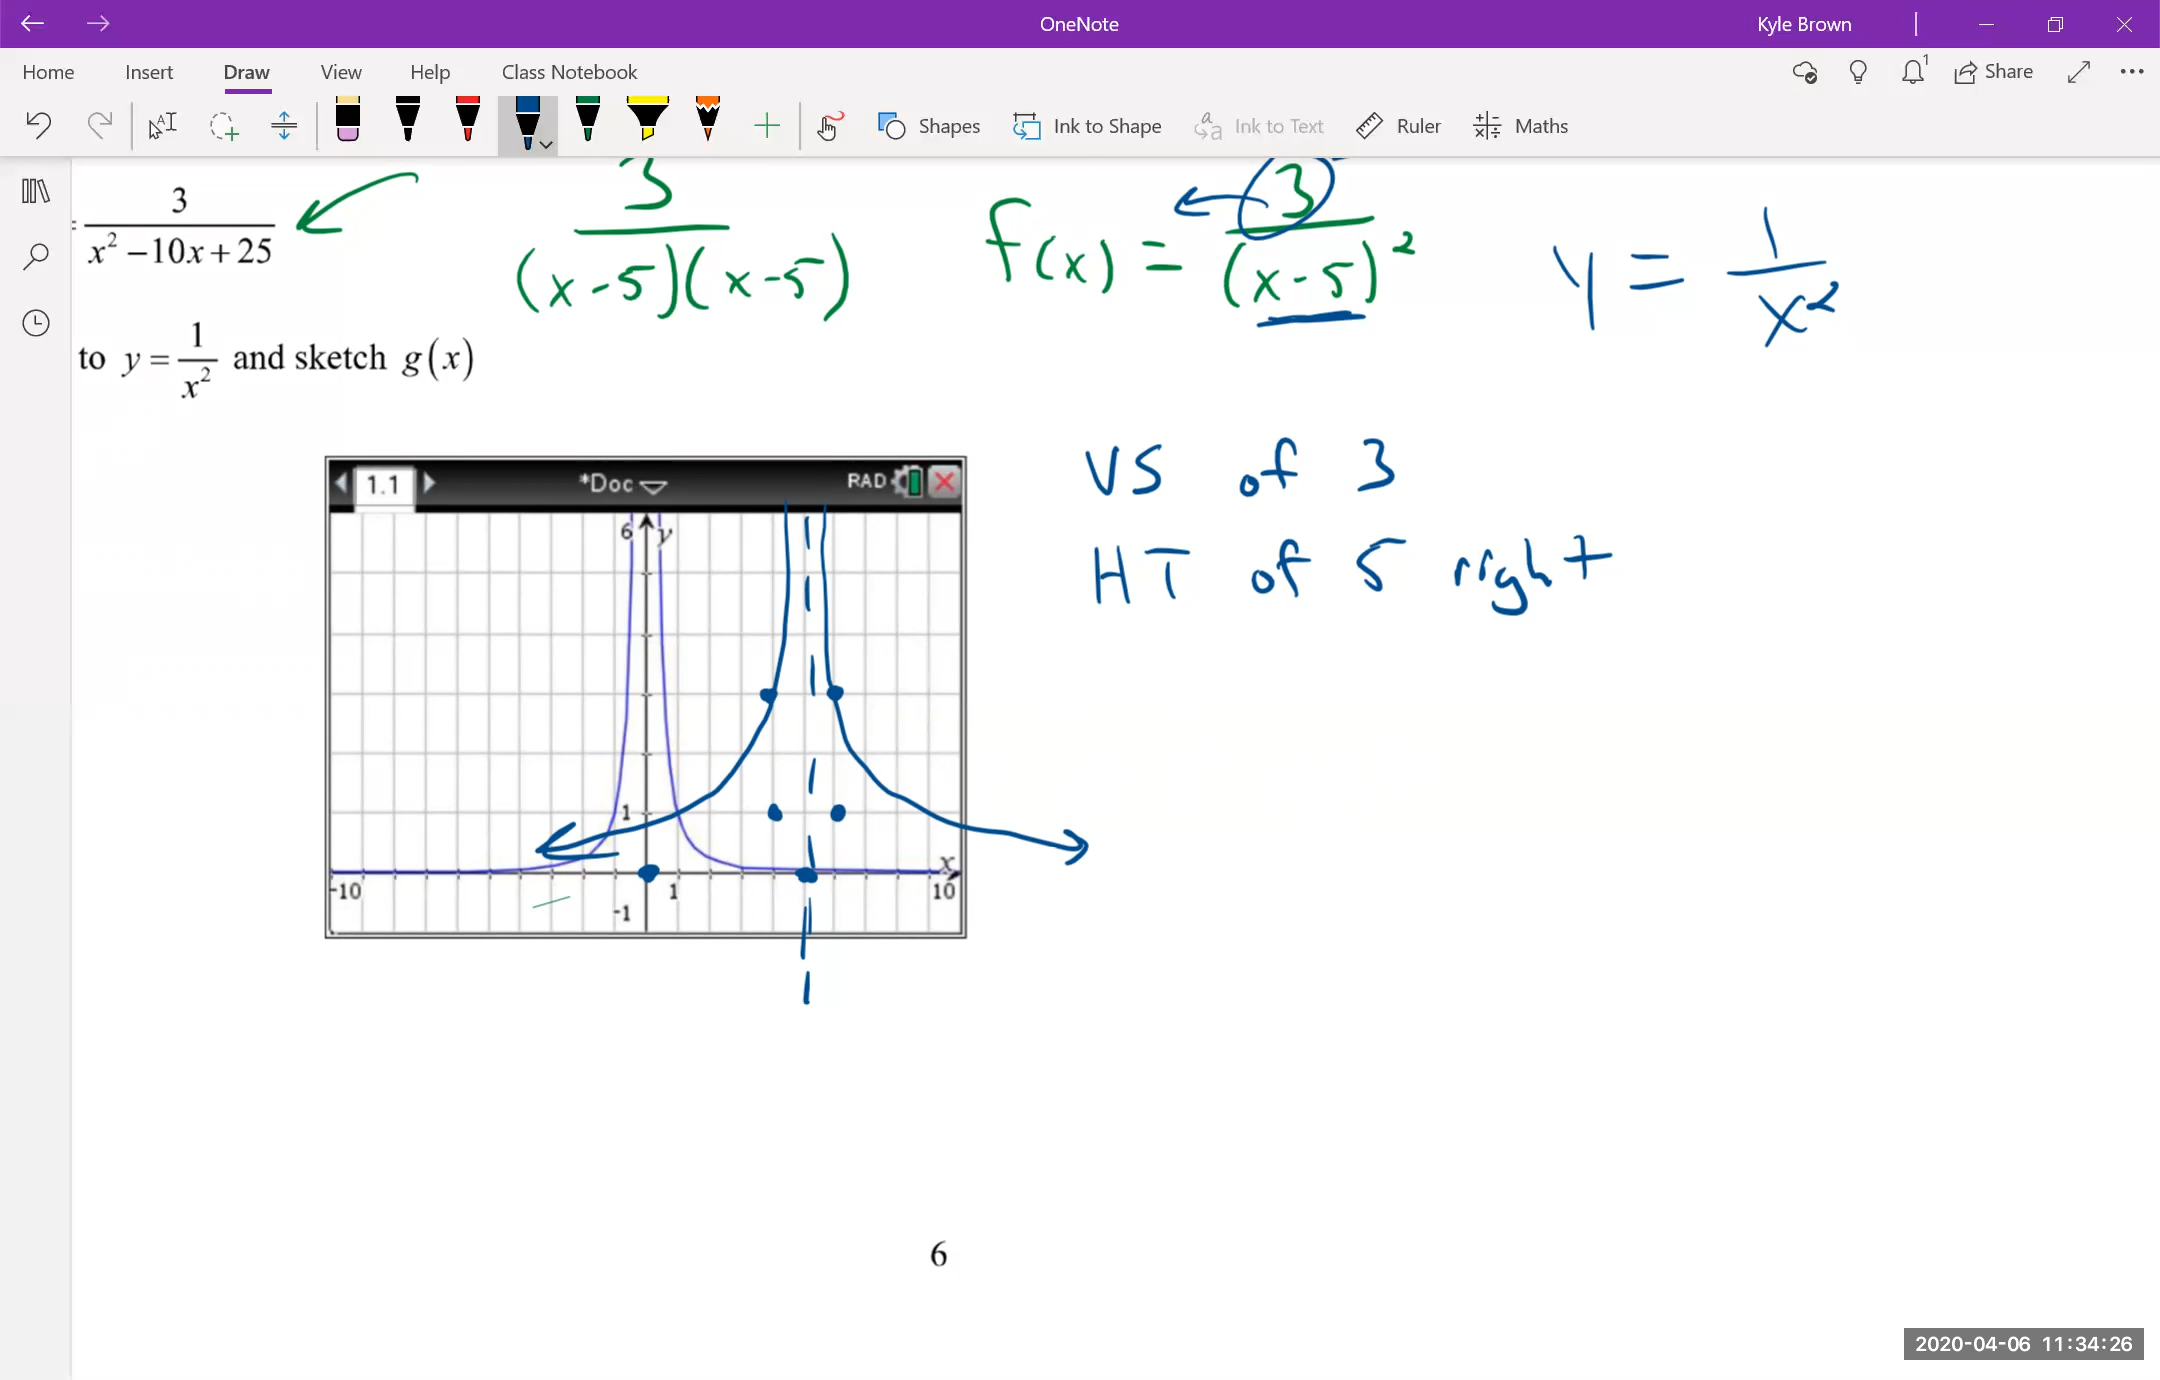 OneNote
Kyle Brown
Home Insert Draw View Help Class Notebook
1 Share
Shapes Ink to Shape Ink to Text Ruler Maths
= 3 / (x² −10x+25)
3 / ((x-5)(x-5))
f(x) = 3 / (x-5)²
y = 1 / x²
to y = 1/x² and sketch g(x)
VS of 3
HT of 5 right
1.1 *Doc RAD
6 y
1
x
-10 1 10
-1
6
2020-04-06 11:34:26